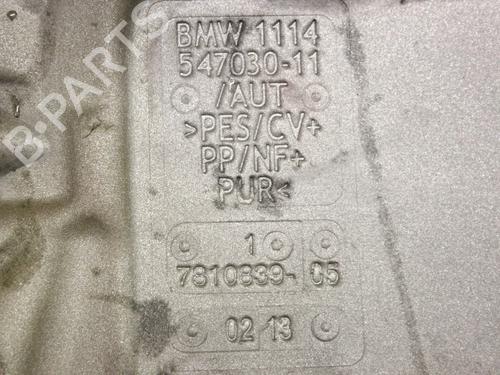 BMW 1114
547030-11
/AUT
>PES/CV+
PP/NF+
PUR<
1
7810839- 05
02 13
B-PARTS